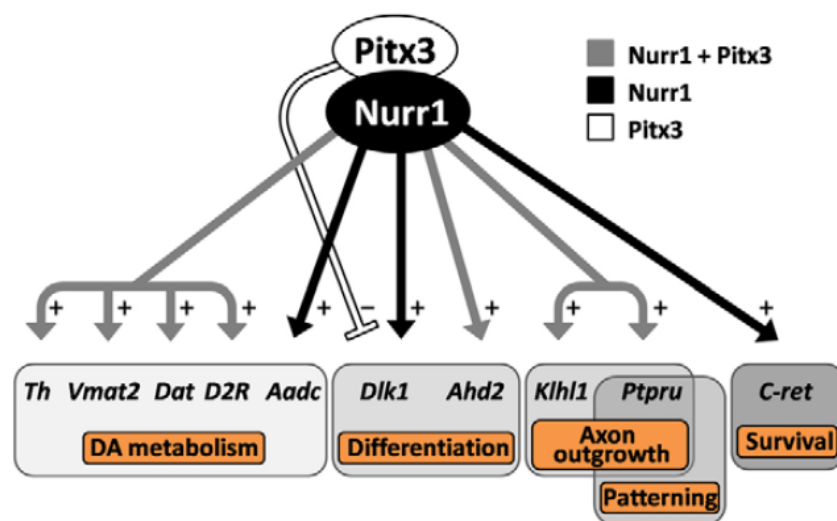 Pitx3
Nurr1
Nurr1 + Pitx3
Nurr1
Pitx3
+ + + + + − + + + + +
Th Vmat2 Dat D2R Aadc Dlk1 Ahd2 Klhl1 Ptpru C-ret
DA metabolism
Differentiation
Axon
outgrowth
Survival
Patterning